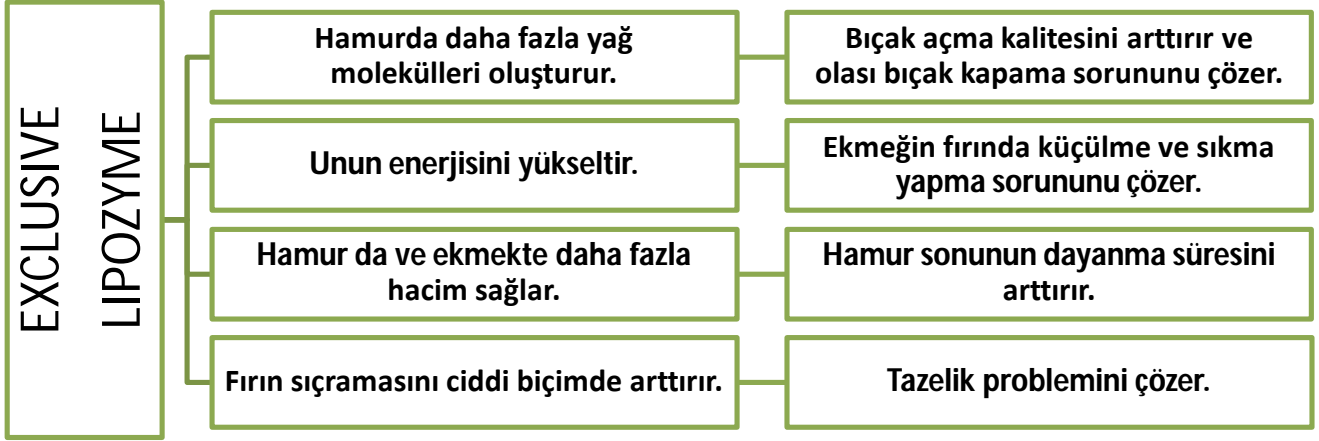 EXCLUSIVE
LIPOZYME
Hamurda daha fazla yağ
molekülleri oluşturur.
Bıçak açma kalitesini arttırır ve
olası bıçak kapama sorununu çözer.
Unun enerjisini yükseltir.
Ekmeğin fırında küçülme ve sıkma
yapma sorununu çözer.
Hamur da ve ekmekte daha fazla
hacim sağlar.
Hamur sonunun dayanma süresini
arttırır.
Fırın sıçramasını ciddi biçimde arttırır.
Tazelik problemini çözer.